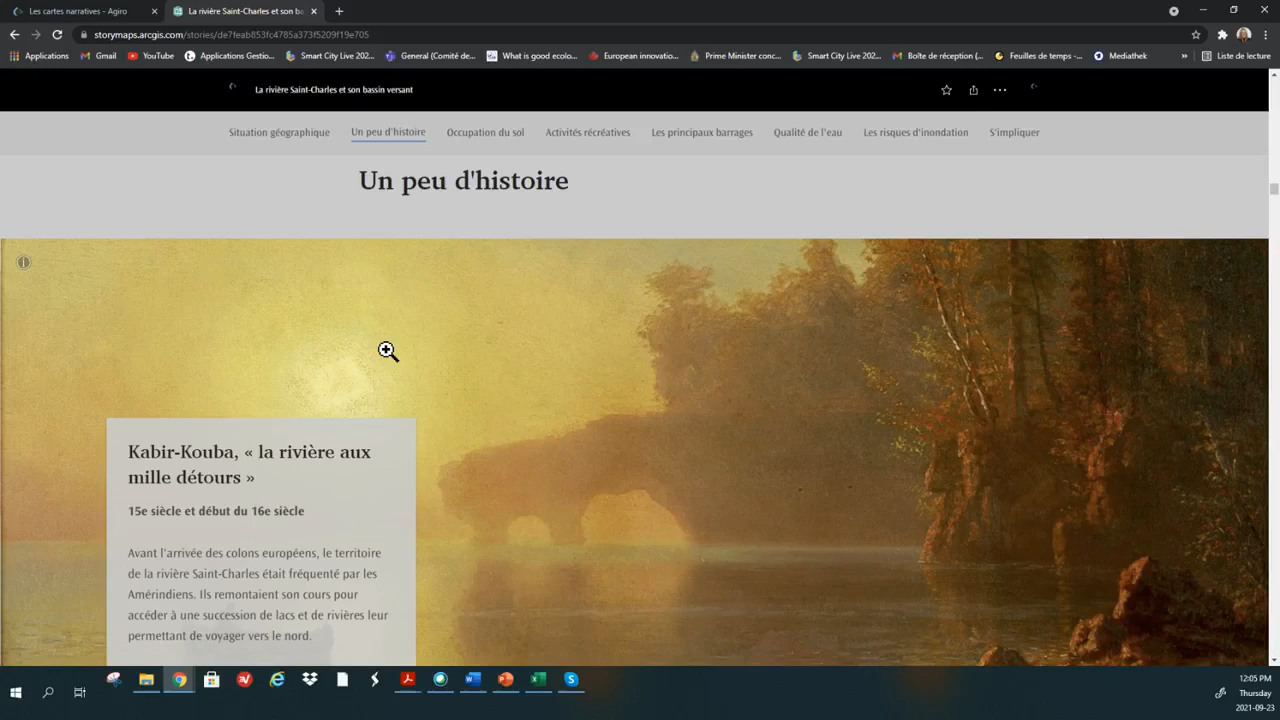 Les cartes narratives - Agiro
La rivière Saint-Charles et son ba
storymaps.arcgis.com/stories/de7feab853fc4785a373f5209f19e705
Applications
Gmail
YouTube
Applications Gestio...
Smart City Live 202...
General (Comité de...
What is good ecolo...
European innovatio...
Prime Minister conc...
Smart City Live 202...
Boîte de réception (...
Feuilles de temps -...
Mediathek
»
Liste de lecture
La rivière Saint-Charles et son bassin versant
Situation géographique
Un peu d'histoire
Occupation du sol
Activités récréatives
Les principaux barrages
Qualité de l'eau
Les risques d'inondation
S'impliquer
Un peu d'histoire
Kabir-Kouba, « la rivière aux
mille détours »
15e siècle et début du 16e siècle
Avant l'arrivée des colons européens, le territoire
de la rivière Saint-Charles était fréquenté par les
Amérindiens. Ils remontaient son cours pour
accéder à une succession de lacs et de rivières leur
permettant de voyager vers le nord.
12:05 PM
Thursday
2021-09-23